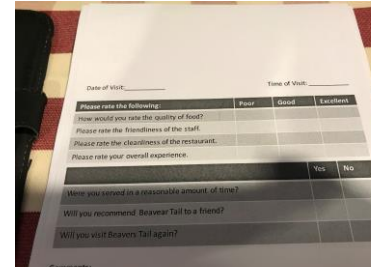 Date of Visit:__________ Time of Visit: __________
Please rate the following: Poor Good Excellent
How would you rate the quality of food?
Please rate the friendliness of the staff.
Please rate the cleanliness of the restaurant.
Please rate your overall experience.
Yes No
Were you served in a reasonable amount of time?
Will you recommend Beavear Tail to a friend?
Will you visit Beavers Tail again?